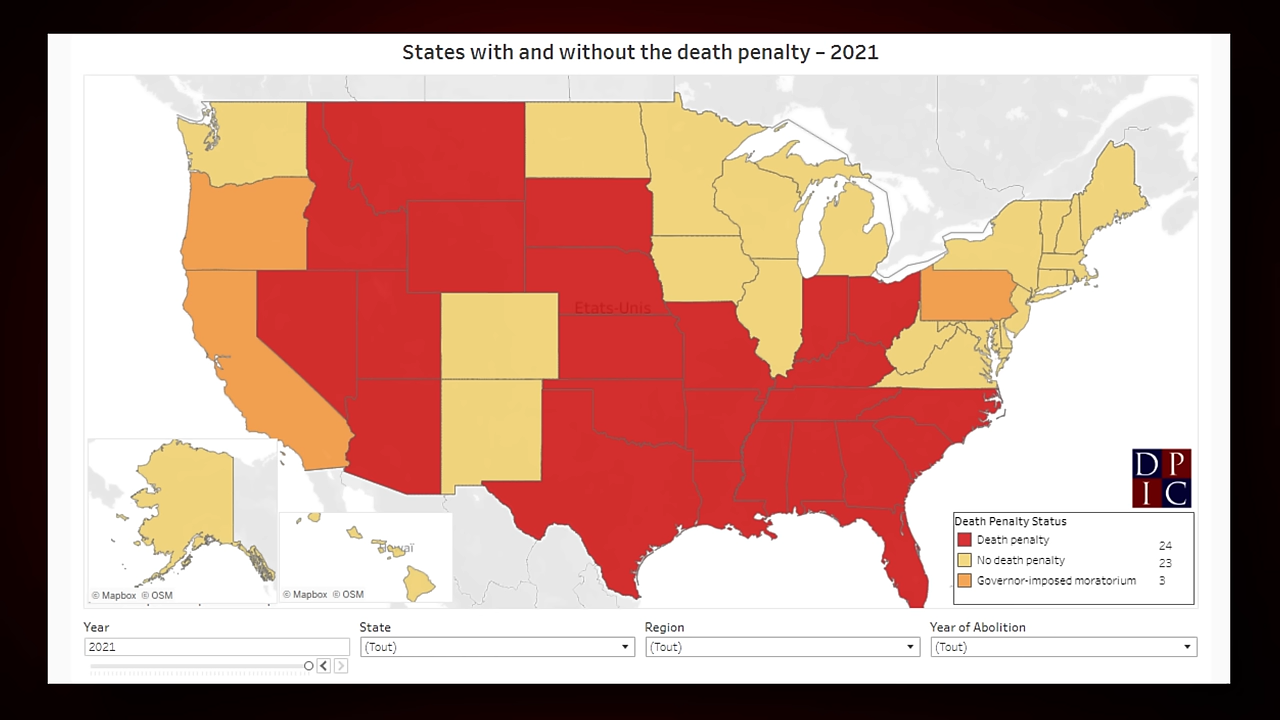 States with and without the death penalty – 2021
Etats-Unis
D P
I C
Death Penalty Status
Death penalty 24
No death penalty 23
Governor-imposed moratorium 3
© Mapbox © OSM
© Mapbox © OSM
Year
2021
State
(Tout)
Region
(Tout)
Year of Abolition
(Tout)